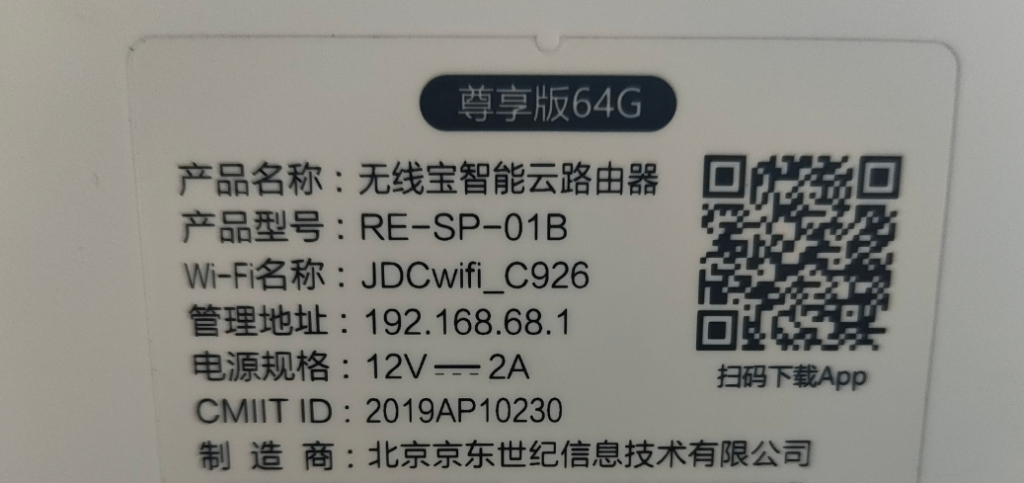 尊享版64G
产品名称：无线宝智能云路由器
产品型号：RE-SP-01B
Wi-Fi名称：JDCwifi_C926
管理地址：192.168.68.1
电源规格：12V⎓2A
CMIIT ID：2019AP10230
制 造 商：北京京东世纪信息技术有限公司
扫码下载App